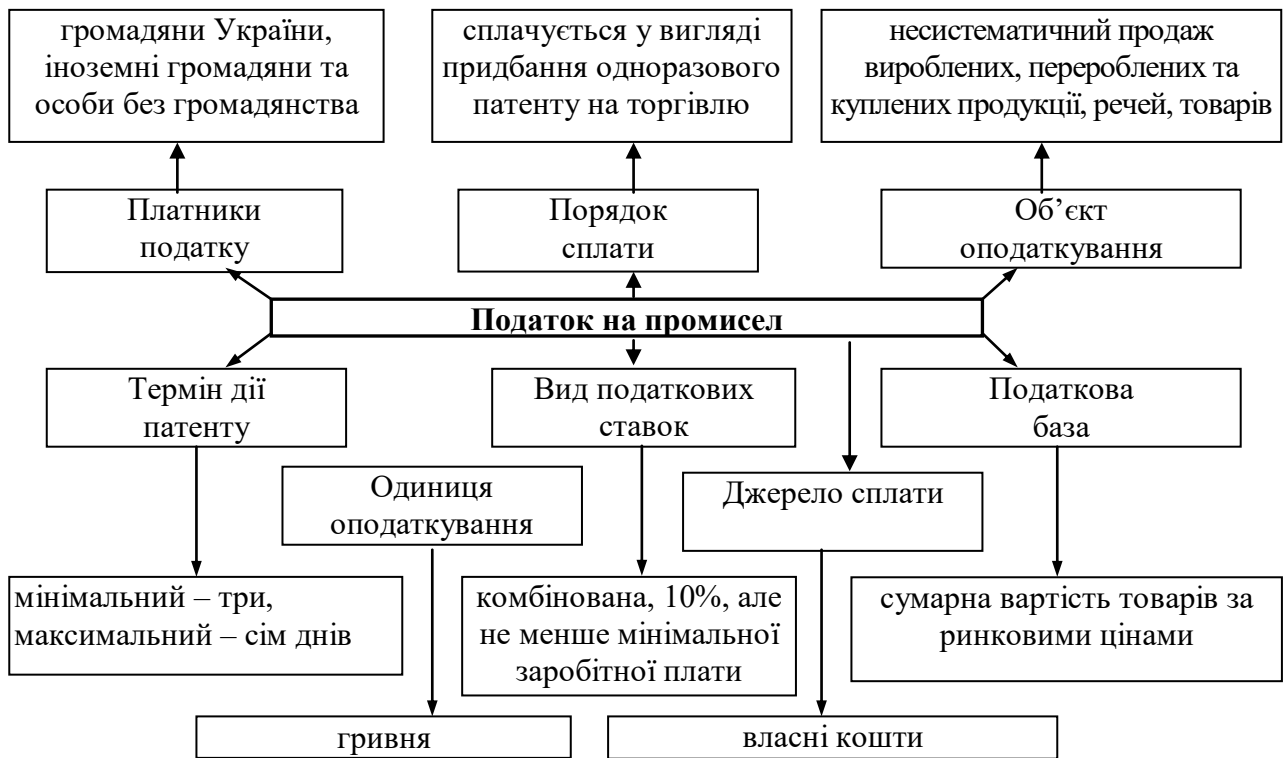 громадяни України,
іноземні громадяни та
особи без громадянства
сплачується у вигляді
придбання одноразового
патенту на торгівлю
несистематичний продаж
вироблених, перероблених та
куплених продукції, речей, товарів
Платники
податку
Порядок
сплати
Об’єкт
оподаткування
Податок на промисел
Термін дії
патенту
Вид податкових
ставок
Податкова
база
Одиниця
оподаткування
Джерело сплати
мінімальний – три,
максимальний – сім днів
комбінована, 10%, але
не менше мінімальної
заробітної плати
сумарна вартість товарів за
ринковими цінами
гривня
власні кошти